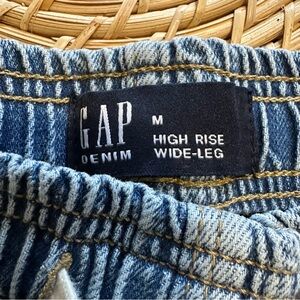 GAP
DENIM
M
HIGH RISE
WIDE-LEG